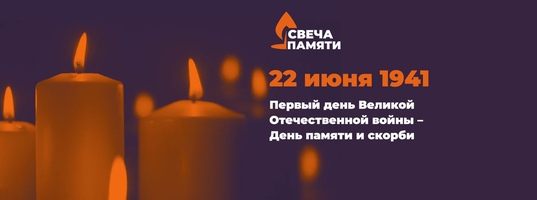 СВЕЧА
ПАМЯТИ
22 июня 1941
Первый день Великой
Отечественной войны –
День памяти и скорби